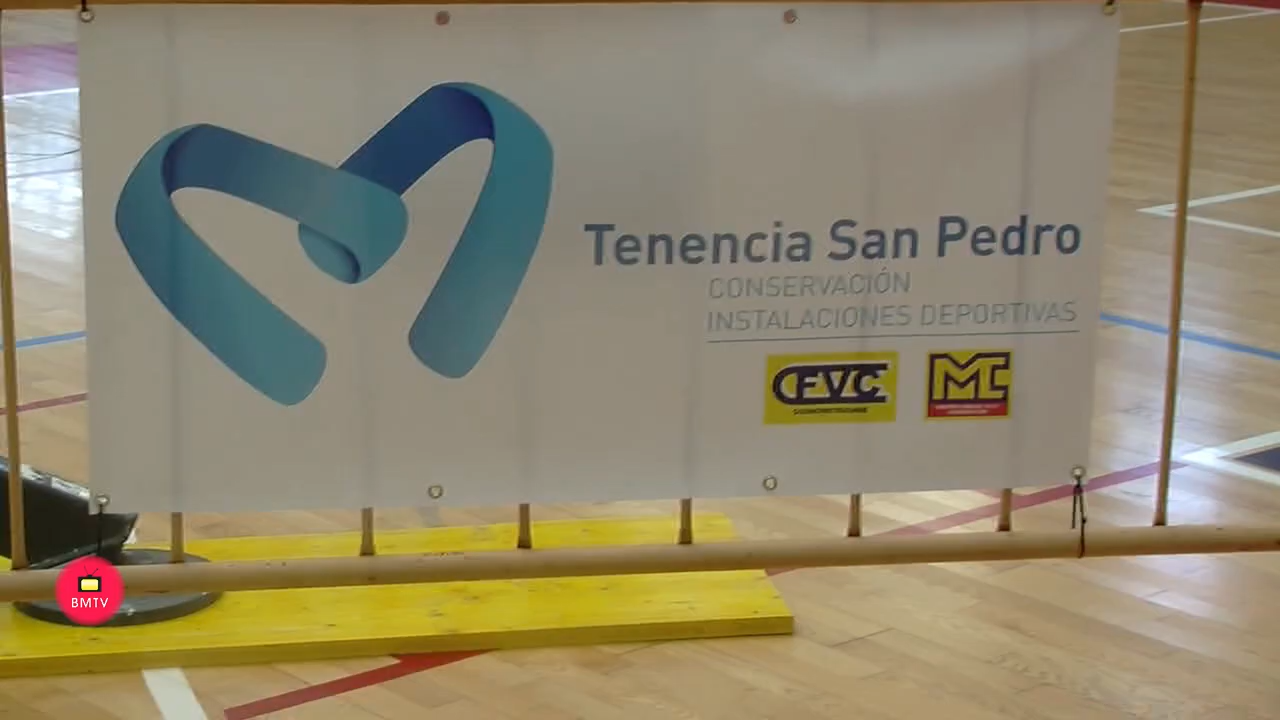 Tenencia San Pedro
CONSERVACIÓN
INSTALACIONES DEPORTIVAS
CFVC
MC
BMTV